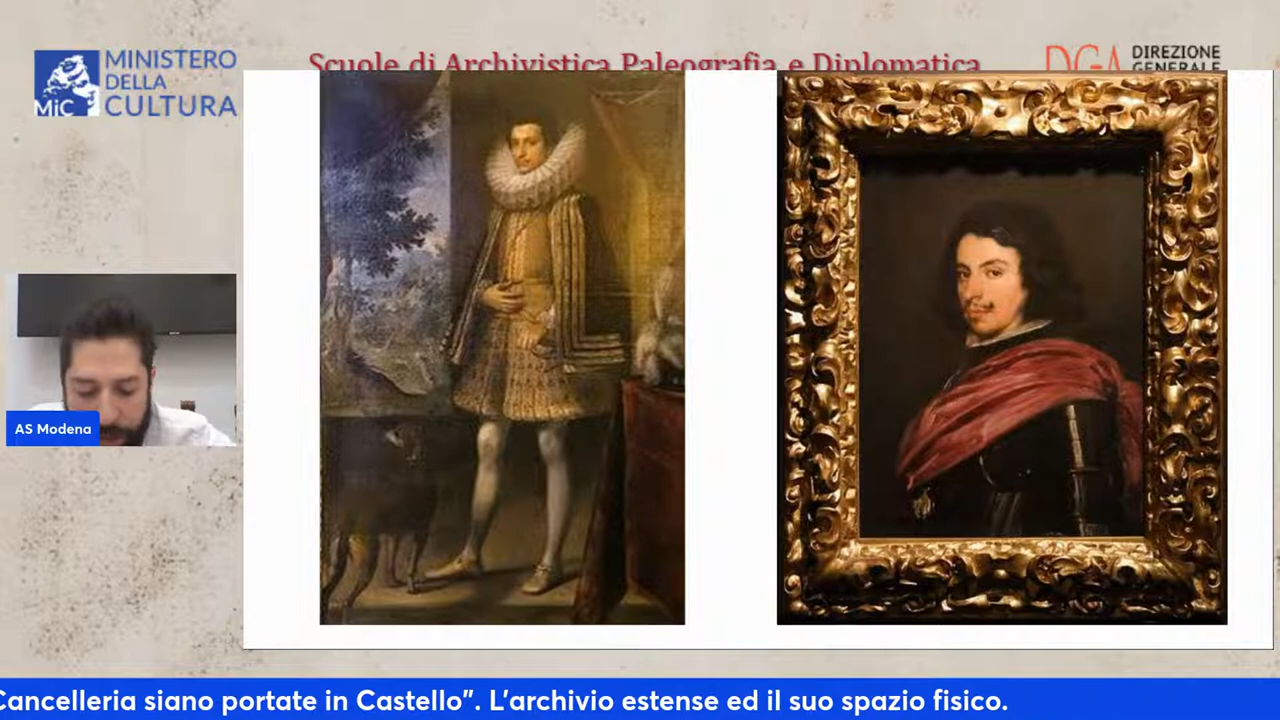 MiC
MINISTERO
DELLA
CULTURA
Scuole di Archivistica Paleografia e Diplomatica
DGA
DIREZIONE
GENERALE
AS Modena
Cancelleria siano portate in Castello”. L’archivio estense ed il suo spazio fisico.